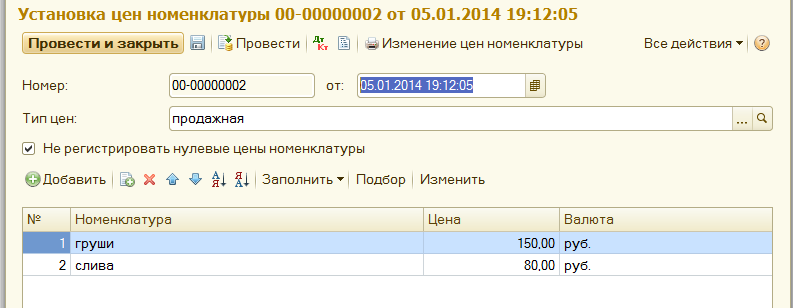 Установка цен номенклатуры 00-00000002 от 05.01.2014 19:12:05
Провести и закрыть Провести Дт Кт Изменение цен номенклатуры Все действия ?
Номер: 00-00000002 от: 05.01.2014 19:12:05
Тип цен: продажная ...
Не регистрировать нулевые цены номенклатуры
Добавить А Я Я А Заполнить Подбор Изменить
№ Номенклатура Цена Валюта
1 груши 150,00 руб.
2 слива 80,00 руб.